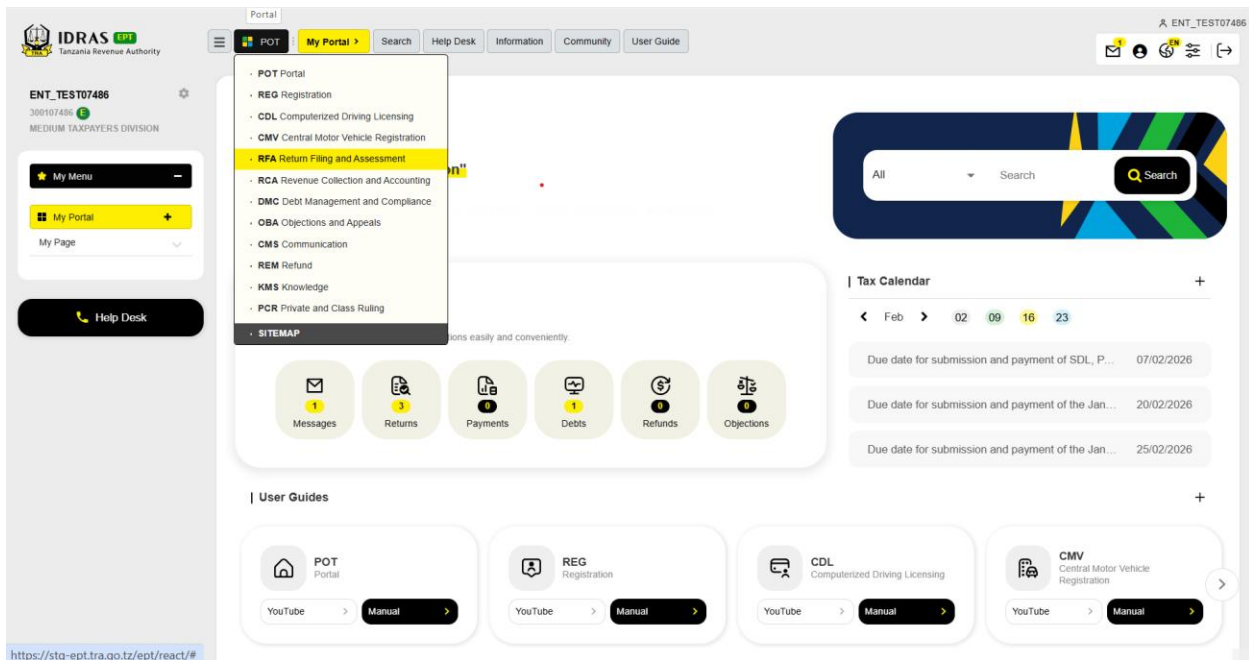 Portal
ENT_TEST07486
IDRAS EPT
Tanzania Revenue Authority
TRA
POT
My Portal >
Search
Help Desk
Information
Community
User Guide
1
EN
ENT_TEST07486
300107486 E
MEDIUM TAXPAYERS DIVISION
My Menu
My Portal
My Page
Help Desk
· POT Portal
· REG Registration
· CDL Computerized Driving Licensing
· CMV Central Motor Vehicle Registration
· RFA Return Filing and Assessment
· RCA Revenue Collection and Accounting
· DMC Debt Management and Compliance
· OBA Objections and Appeals
· CMS Communication
· REM Refund
· KMS Knowledge
· PCR Private and Class Ruling
· SITEMAP
on"
tions easily and conveniently.
1
Messages
3
Returns
0
Payments
1
Debts
0
Refunds
0
Objections
All
Search
Search
| Tax Calendar +
< Feb > 02 09 16 23
Due date for submission and payment of SDL, P... 07/02/2026
Due date for submission and payment of the Jan... 20/02/2026
Due date for submission and payment of the Jan... 25/02/2026
| User Guides +
POT
Portal
YouTube >
Manual >
REG
Registration
YouTube >
Manual >
CDL
Computerized Driving Licensing
YouTube >
Manual >
CMV
Central Motor Vehicle
Registration
YouTube >
Manual >
https://stg-ept.tra.go.tz/ept/react/#